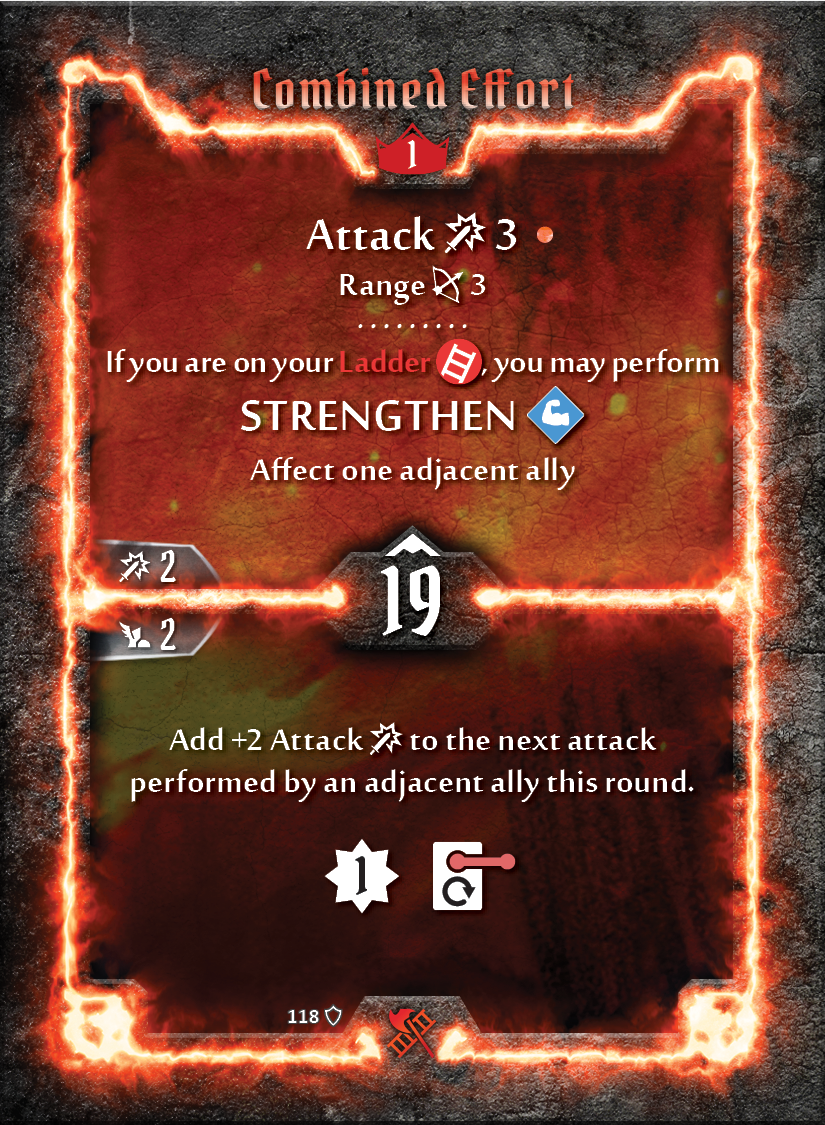 Combined Effort
1
Attack 3
Range 3
If you are on your Ladder , you may perform
STRENGTHEN
Affect one adjacent ally
2
19
2
Add +2 Attack to the next attack
performed by an adjacent ally this round.
1
118